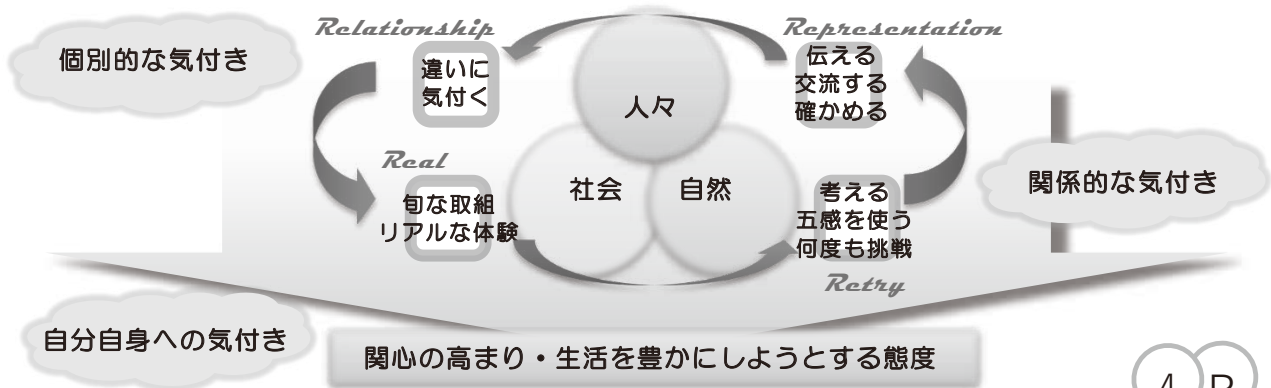 Relationship
Representation
個別的な気付き
違いに
気付く
人々
伝える
交流する
確かめる
Real
旬な取組
リアルな体験
社会
自然
考える
五感を使う
何度も挑戦
Retry
関係的な気付き
自分自身への気付き
関心の高まり・生活を豊かにしようとする態度
4 R